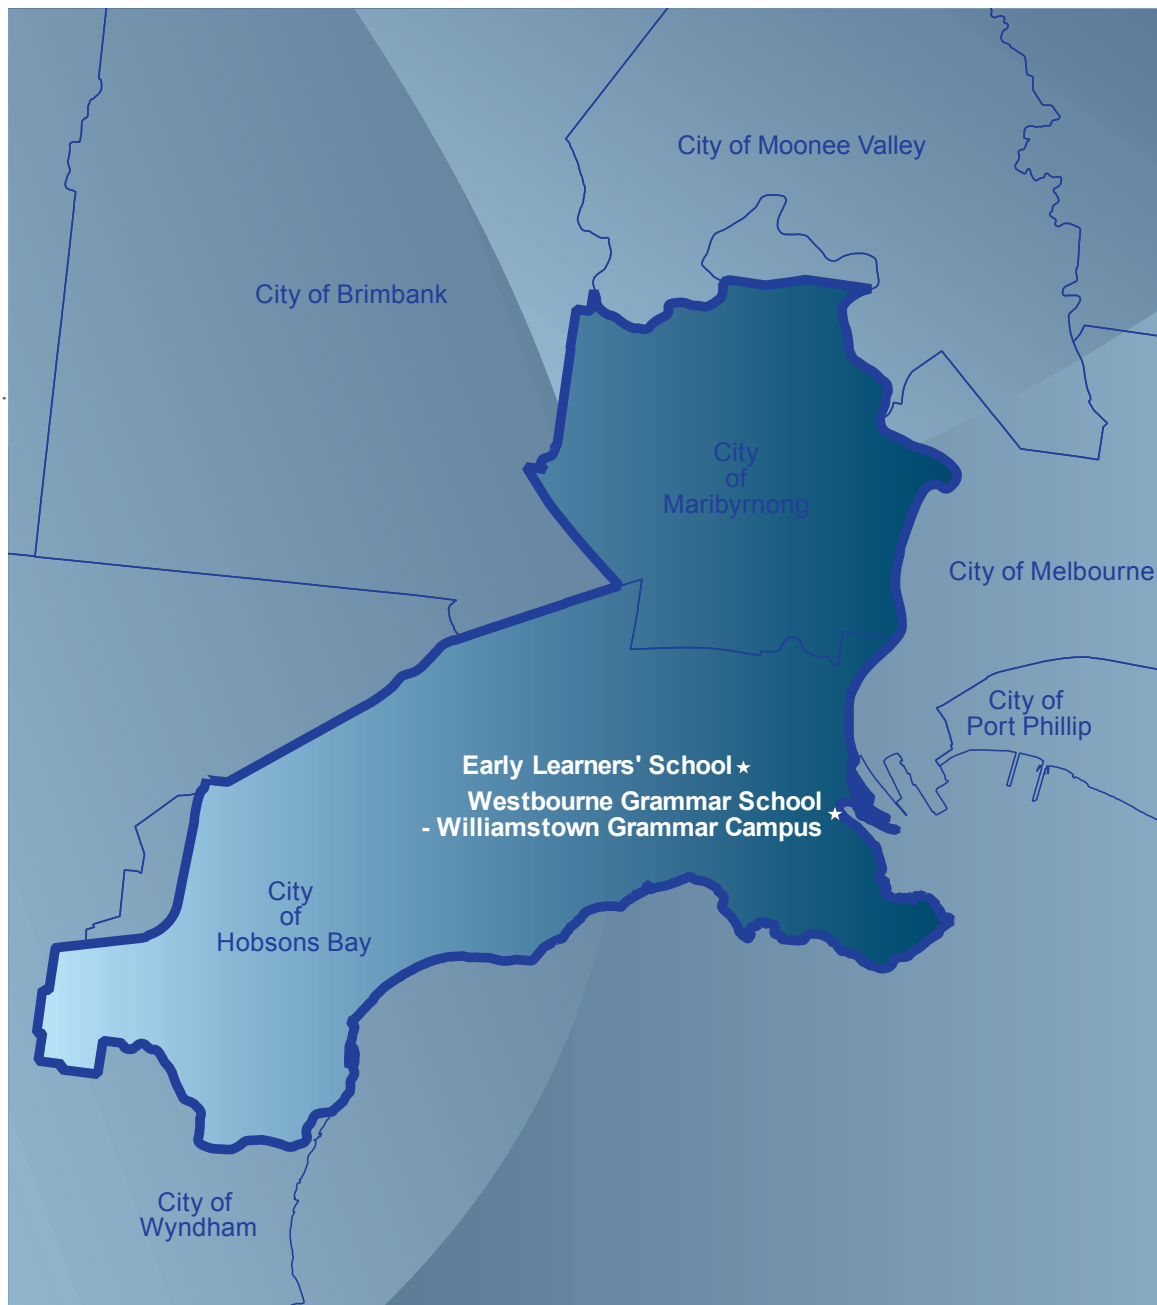 City of Moonee Valley
City of Brimbank
City
of
Maribyrnong
City of Melbourne
City of
Port Phillip
Early Learners' School
Westbourne Grammar School
- Williamstown Grammar Campus
City
of
Hobsons Bay
City of
Wyndham